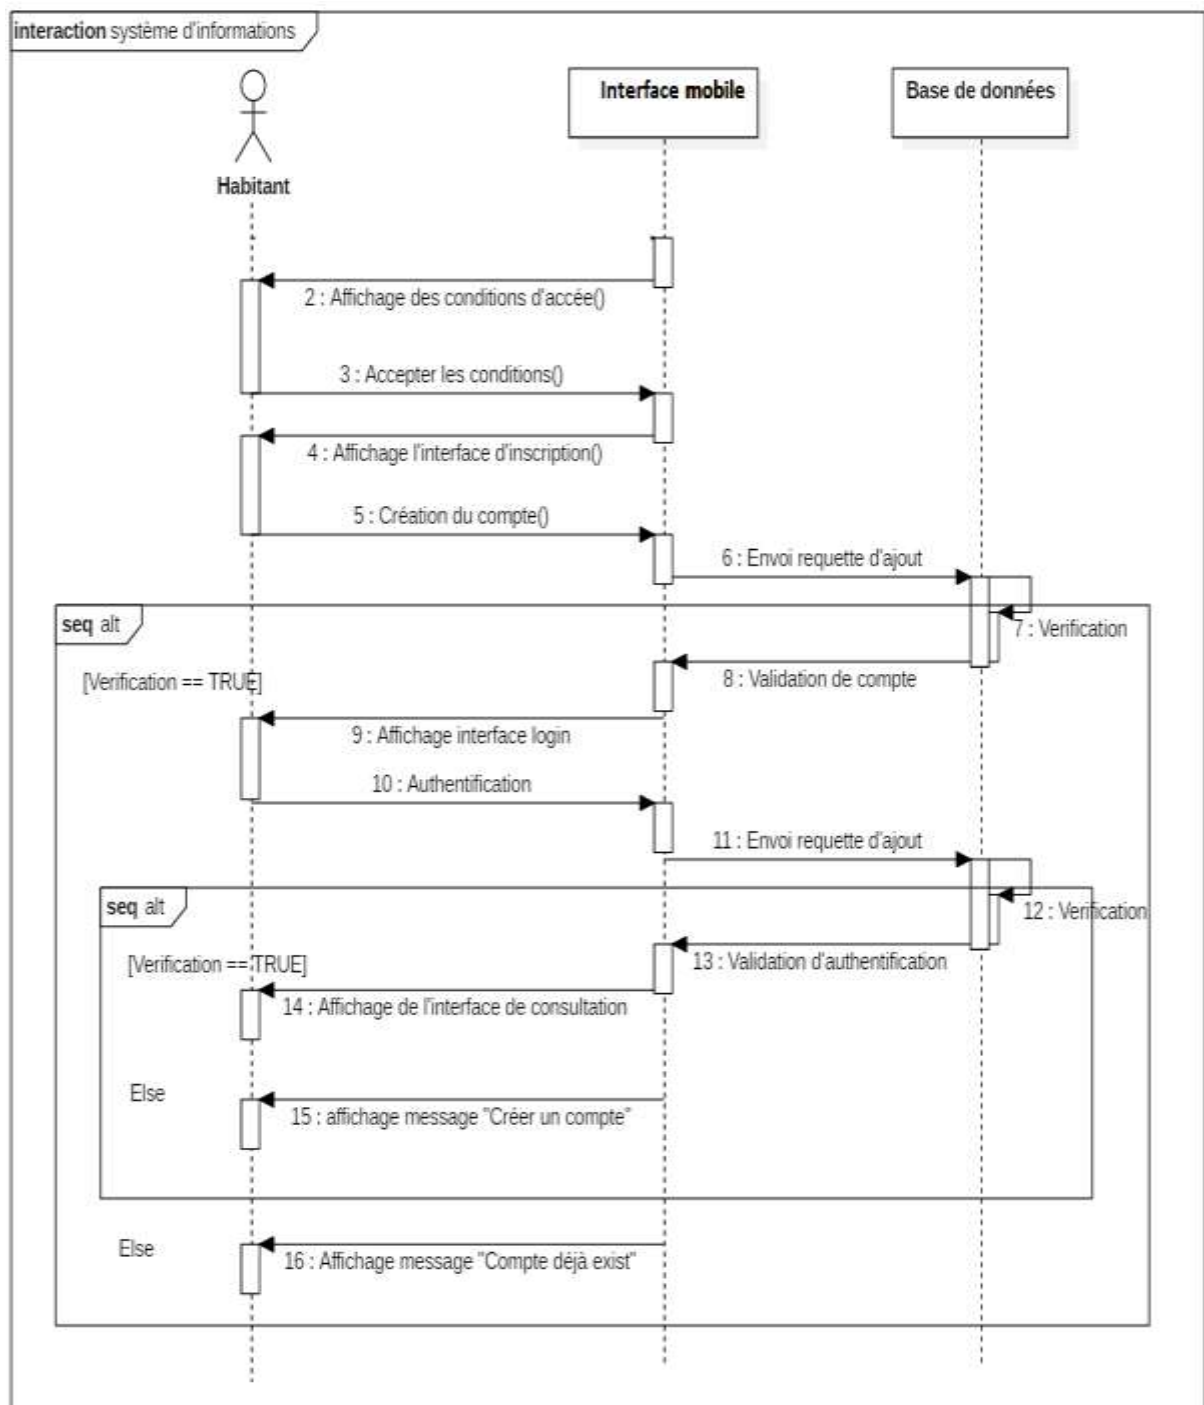 interaction système d'informations
Interface mobile
Base de données
Habitant
2 : Affichage des conditions d'accée()
3 : Accepter les conditions()
4 : Affichage l'interface d'inscription()
5 : Création du compte()
6 : Envoi requette d'ajout
seq alt
7 : Verification
[Verification == TRUE]
8 : Validation de compte
9 : Affichage interface login
10 : Authentification
11 : Envoi requette d'ajout
seq alt
12 : Verification
[Verification == TRUE]
13 : Validation d'authentification
14 : Affichage de l'interface de consultation
Else
15 : affichage message "Créer un compte"
Else
16 : Affichage message "Compte déjà exist"